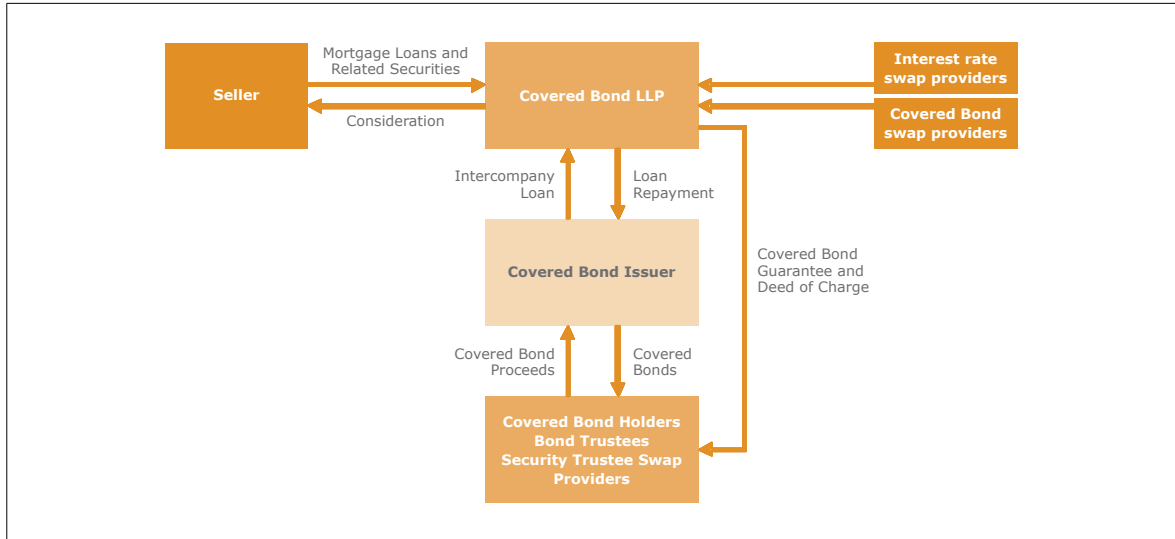 Mortgage Loans and
Related Securities
Seller
Consideration
Covered Bond LLP
Interest rate
swap providers
Covered Bond
swap providers
Intercompany
Loan
Loan
Repayment
Covered Bond Issuer
Covered Bond
Guarantee and
Deed of Charge
Covered Bond
Proceeds
Covered
Bonds
Covered Bond Holders
Bond Trustees
Security Trustee Swap
Providers